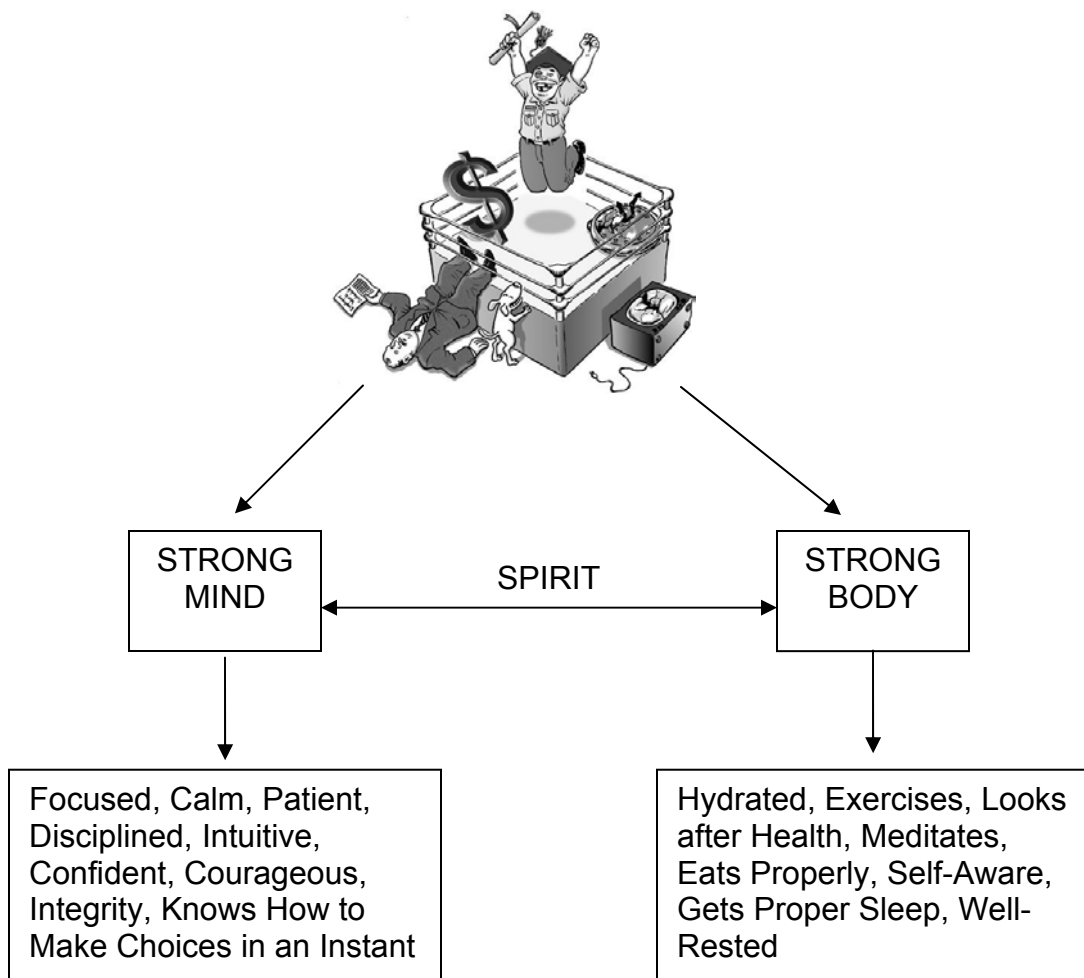 $
STRONG
MIND
SPIRIT
STRONG
BODY
Focused, Calm, Patient,
Disciplined, Intuitive,
Confident, Courageous,
Integrity, Knows How to
Make Choices in an Instant
Hydrated, Exercises, Looks
after Health, Meditates,
Eats Properly, Self-Aware,
Gets Proper Sleep, Well-
Rested